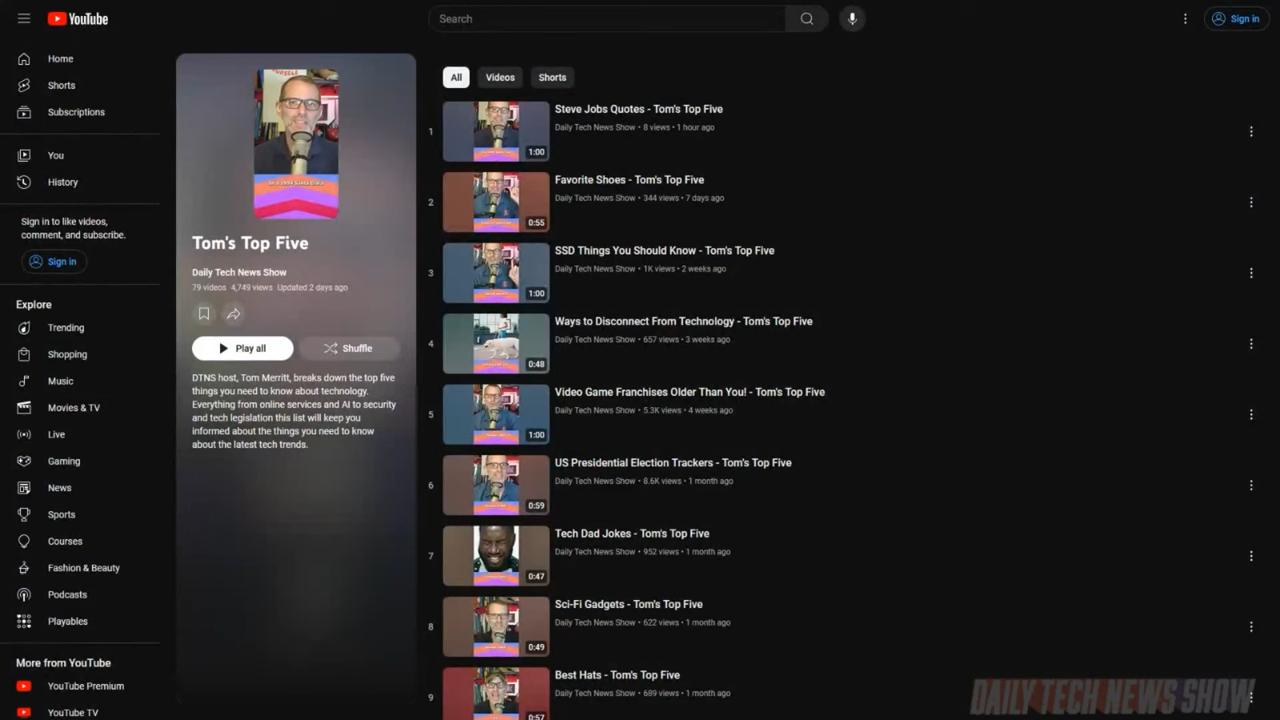 YouTube
Search
Sign in
Home
Shorts
Subscriptions
You
History
Sign in to like videos,
comment, and subscribe.
Sign in
Explore
Trending
Shopping
Music
Movies & TV
Live
Gaming
News
Sports
Courses
Fashion & Beauty
Podcasts
Playables
More from YouTube
YouTube Premium
YouTube TV
Tom's Top Five
Daily Tech News Show
79 videos 4,749 views Updated 2 days ago
Play all
Shuffle
DTNS host, Tom Merritt, breaks down the top five
things you need to know about technology.
Everything from online services and AI to security
and tech legislation this list will keep you
informed about the things you need to know
about the latest tech trends.
All Videos Shorts
1
1:00
Steve Jobs Quotes - Tom's Top Five
Daily Tech News Show • 8 views • 1 hour ago
2
0:55
Favorite Shoes - Tom's Top Five
Daily Tech News Show • 344 views • 7 days ago
3
1:00
SSD Things You Should Know - Tom's Top Five
Daily Tech News Show • 1K views • 2 weeks ago
4
0:48
Ways to Disconnect From Technology - Tom's Top Five
Daily Tech News Show • 657 views • 3 weeks ago
5
1:00
Video Game Franchises Older Than You! - Tom's Top Five
Daily Tech News Show • 5.3K views • 4 weeks ago
6
0:59
US Presidential Election Trackers - Tom's Top Five
Daily Tech News Show • 8.6K views • 1 month ago
7
0:47
Tech Dad Jokes - Tom's Top Five
Daily Tech News Show • 952 views • 1 month ago
8
0:49
Sci-Fi Gadgets - Tom's Top Five
Daily Tech News Show • 622 views • 1 month ago
9
0:57
Best Hats - Tom's Top Five
Daily Tech News Show • 689 views • 1 month ago
DAILY TECH NEWS SHOW